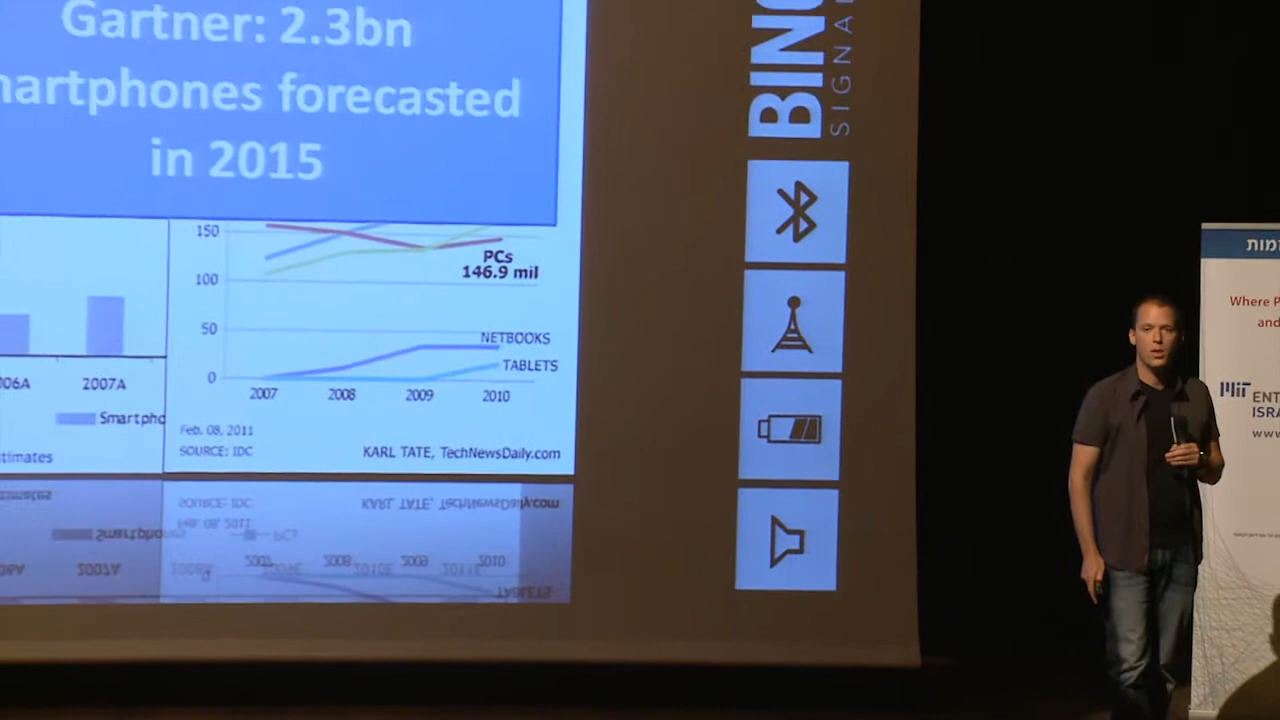 Gartner: 2.3bn
martphones forecasted
in 2015
150
100
50
0
PCs
146.9 mil
NETBOOKS
TABLETS
2007
2008
2009
2010
Feb. 08, 2011
SOURCE: IDC
KARL TATE, TechNewsDaily.com
06A
2007A
Smartpho
timates
BING
SIGNA
Where P
and
MIT
ENT
ISRA
www